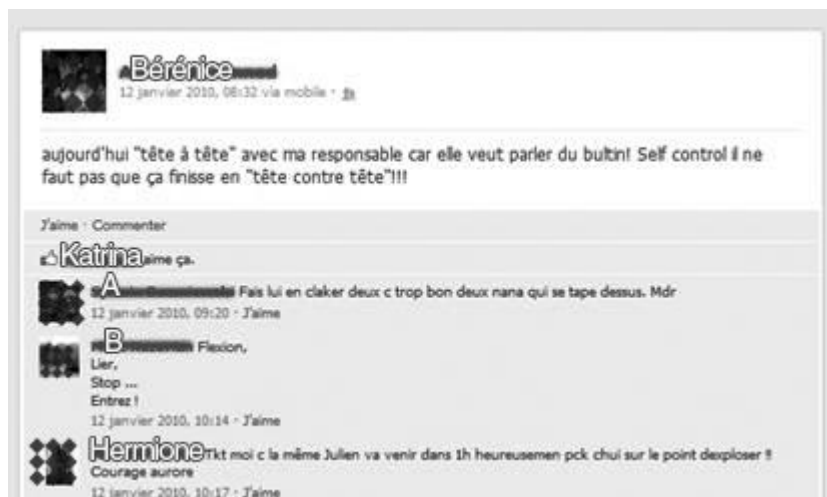 Bérénice
12 janvier 2010, 08:32 via mobile ·
aujourd'hui "tête à tête" avec ma responsable car elle veut parler du bultin! Self control il ne
faut pas que ça finisse en "tête contre tête"!!!
J'aime · Commenter
Katrina aime ça.
A Fais lui en claker deux c trop bon deux nana qui se tape dessus. Mdr
12 janvier 2010, 09:20 · J'aime
B Flexion,
Lier,
Stop ...
Entrez !
12 janvier 2010, 10:14 · J'aime
Hermione Tkt moi c la même Julien va venir dans 1h heureusemen pck chui sur le point dexploser !!
Courage aurore
12 janvier 2010, 10:17 · J'aime